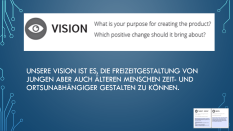 VISION
What is your purpose for creating the product?
Which positive change should it bring about?
UNSERE VISION IST ES, DIE FREIZEITGESTALTUNG VON
JUNGEN ABER AUCH ÄLTEREN MENSCHEN ZEIT- UND
ORTSUNABHÄNGIGER GESTALTEN ZU KÖNNEN.